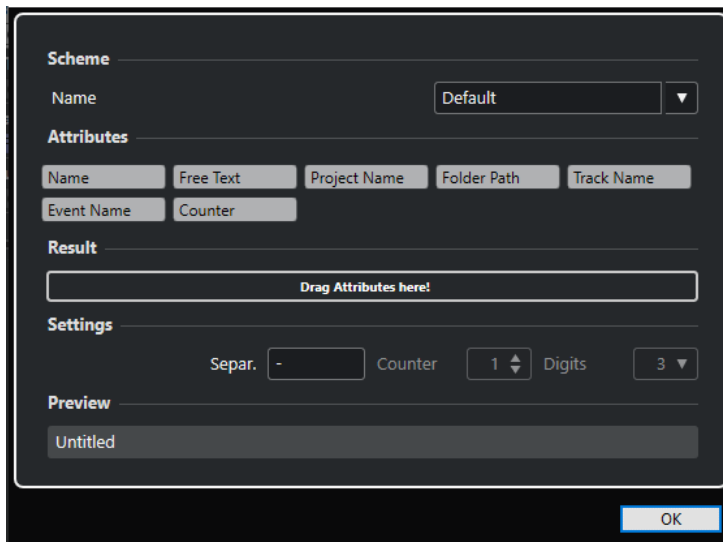 Scheme
Name Default ▼
Attributes
Name Free Text Project Name Folder Path Track Name
Event Name Counter
Result
Drag Attributes here!
Settings
Separ. - Counter 1 Digits 3 ▼
Preview
Untitled
OK